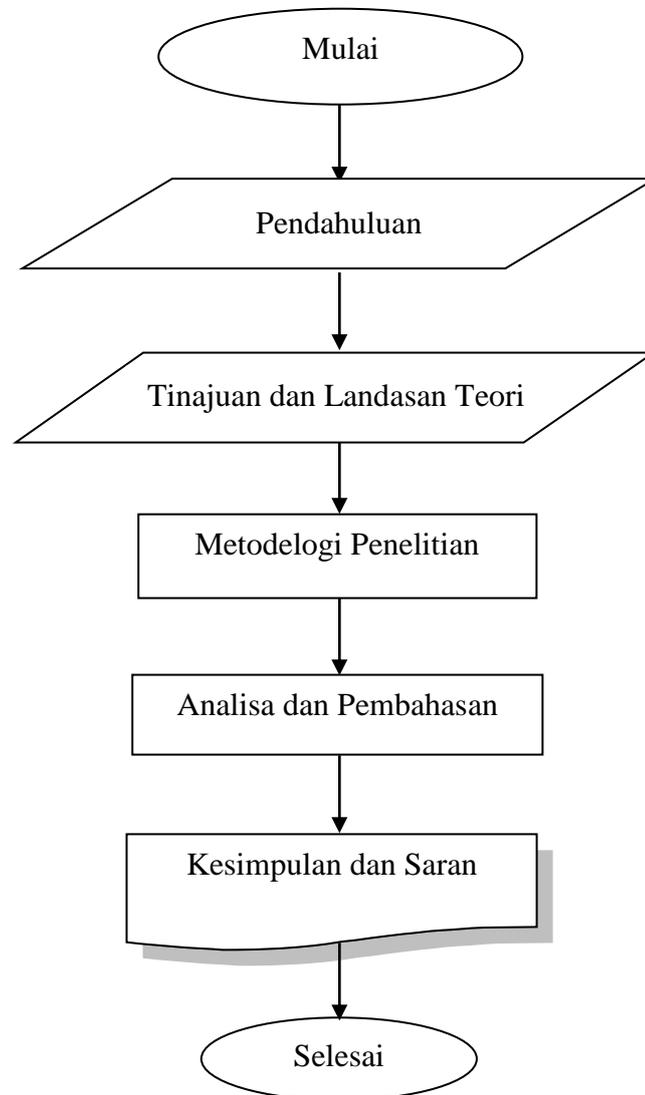 Mulai
Pendahuluan
Tinajuan dan Landasan Teori
Metodelogi Penelitian
Analisa dan Pembahasan
Kesimpulan dan Saran
Selesai